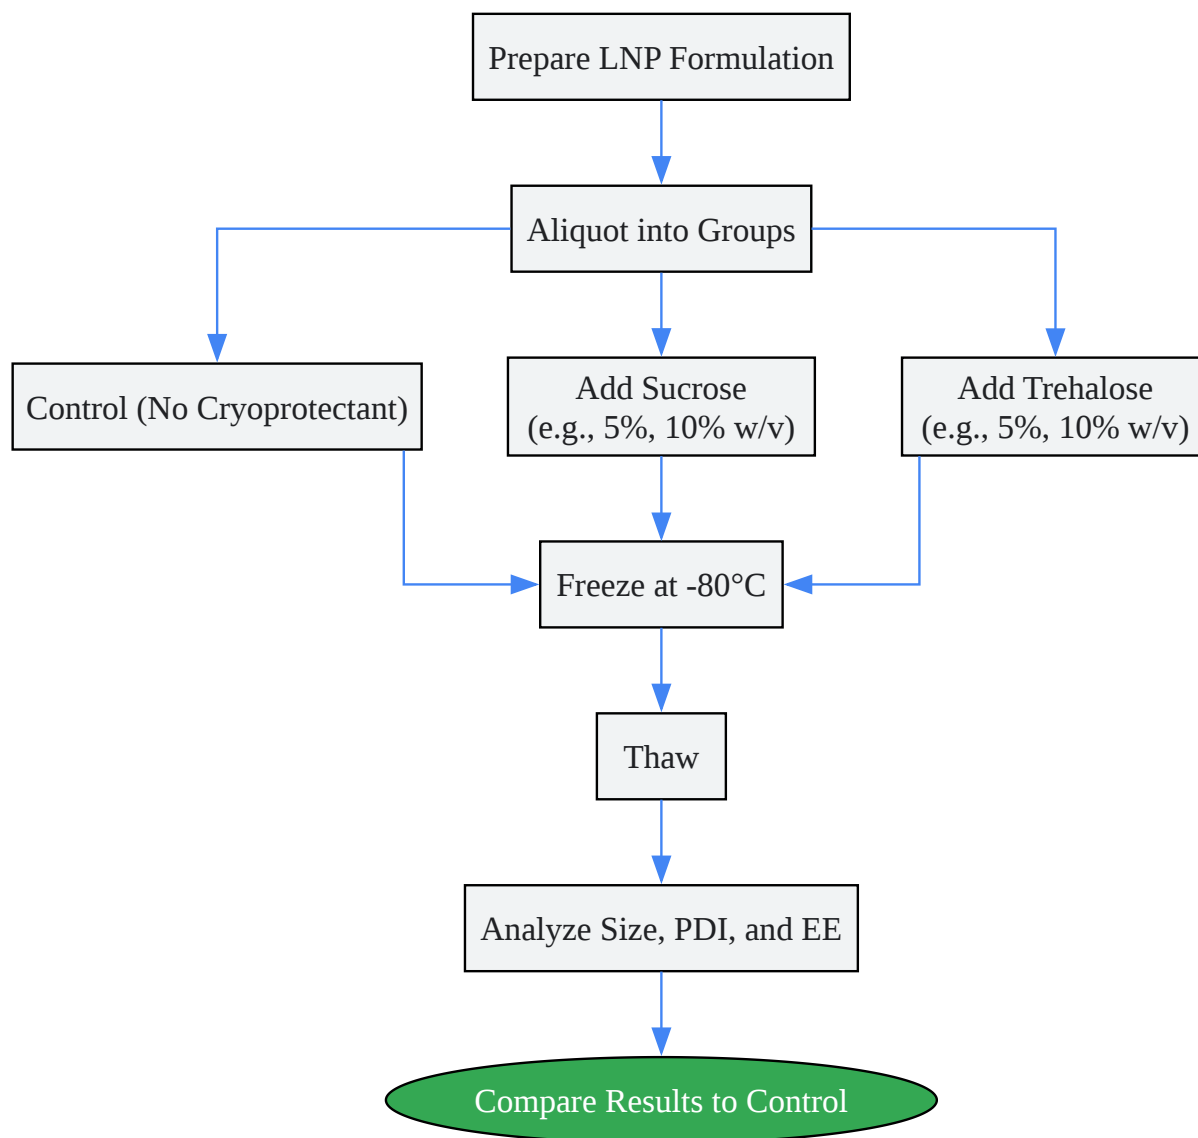 Prepare LNP Formulation
Aliquot into Groups
Control (No Cryoprotectant)
Add Sucrose
(e.g., 5%, 10% w/v)
Add Trehalose
(e.g., 5%, 10% w/v)
Freeze at -80°C
Thaw
Analyze Size, PDI, and EE
Compare Results to Control